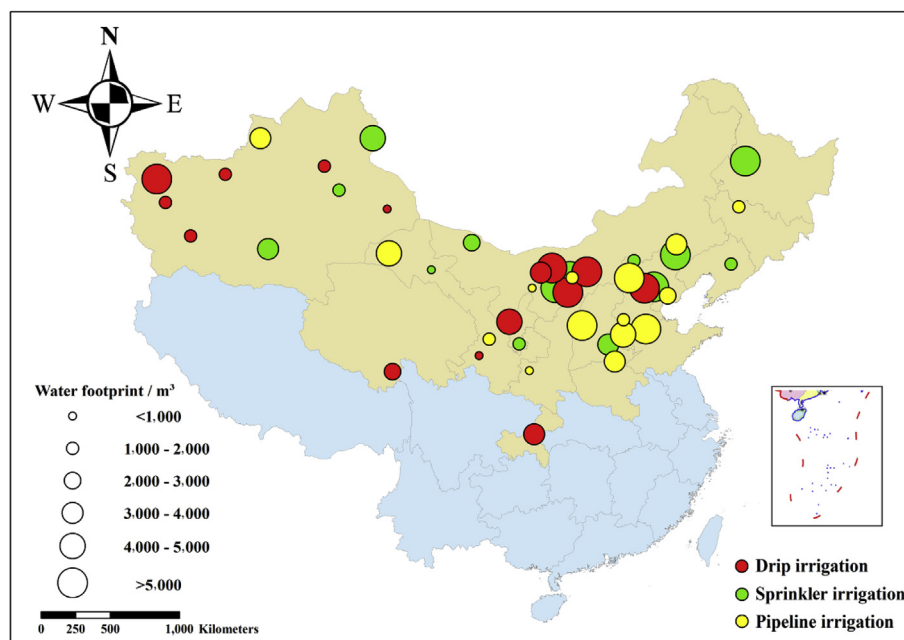 N
W E
S
Water footprint / m³
<1,000
1,000 - 2,000
2,000 - 3,000
3,000 - 4,000
4,000 - 5,000
>5,000
0 250 500 1,000 Kilometers
Drip irrigation
Sprinkler irrigation
Pipeline irrigation